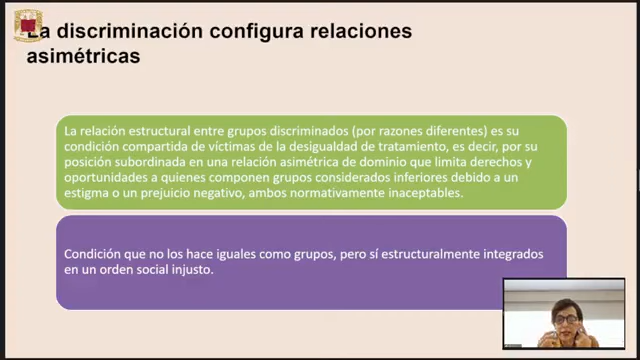 La discriminación configura relaciones
asimétricas
La relación estructural entre grupos discriminados (por razones diferentes) es su
condición compartida de víctimas de la desigualdad de tratamiento, es decir, por su
posición subordinada en una relación asimétrica de dominio que limita derechos y
oportunidades a quienes componen grupos considerados inferiores debido a un
estigma o un prejuicio negativo, ambos normativamente inaceptables.
Condición que no los hace iguales como grupos, pero sí estructuralmente integrados
en un orden social injusto.